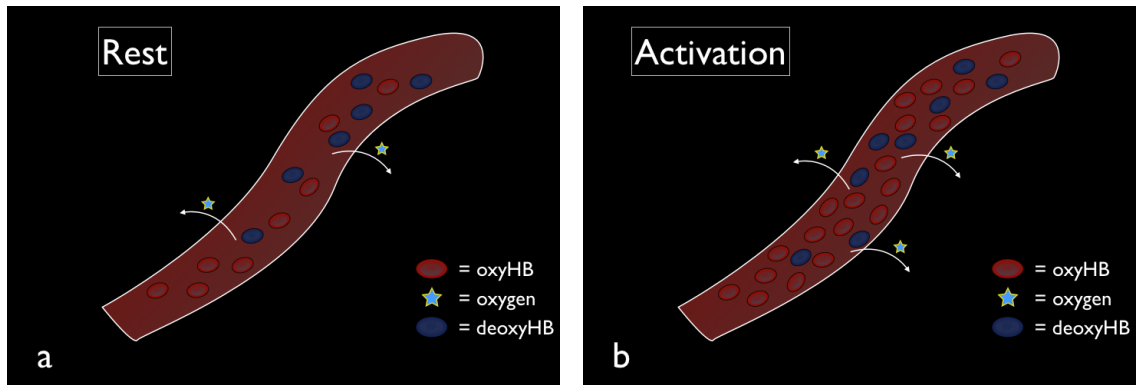 Rest
= oxyHB
= oxygen
= deoxyHB
a
Activation
= oxyHB
= oxygen
= deoxyHB
b